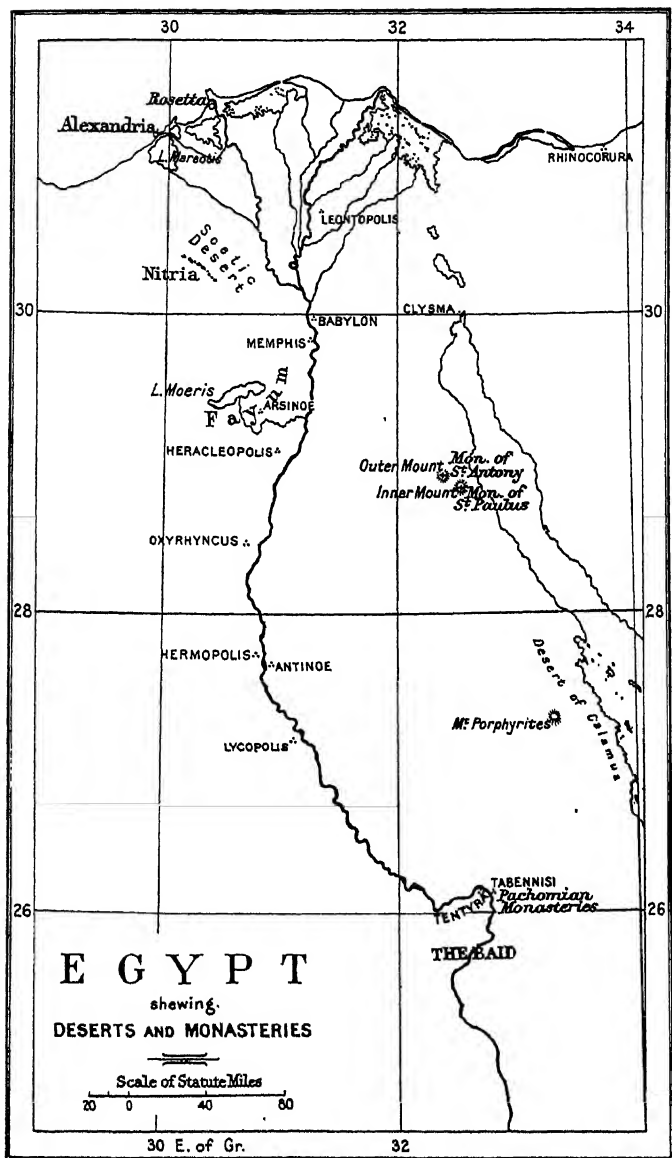 30
32
34
Rosetta
Alexandria
L. Mareotis
RHINOCORURA
LEONTOPOLIS
Scetic
Desert
Nitria
30
30
CLYSMA
BABYLON
MEMPHIS
L. Moeris
Fayum
ARSINOE
HERACLEOPOLIS
Outer Mount Mon. of
St. Antony
Inner Mount Mon. of
St. Paulus
OXYRHYNCUS
28
28
HERMOPOLIS
ANTINOE
Desert of Calamus
Mt. Porphyrites
LYCOPOLIS
TABENNISI
Pachomian
Monasteries
TENTYRA
26
26
THEBAID
EGYPT
shewing
DESERTS AND MONASTERIES
Scale of Statute Miles
20 0 40 80
30 E. of Gr.
32